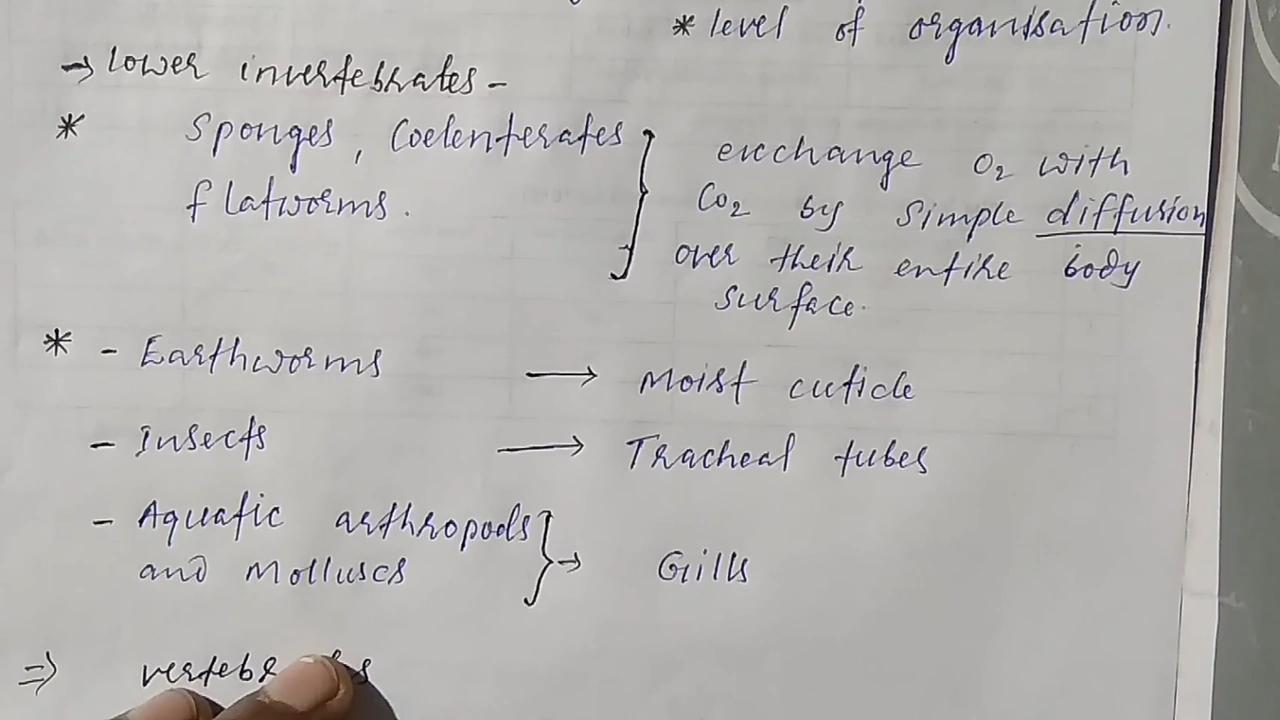 * level of organisation.
→ Lower invertebrates -
* Sponges, Coelenterates
flatworms.
exchange O₂ with
CO₂ by simple diffusion
over their entire body
surface.
* - Earthworms → Moist cuticle
- Insects → Tracheal tubes
- Aquatic arthropods
and Molluscs → Gills
⇒